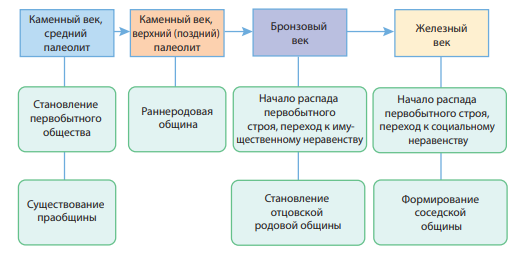 Каменный век,
средний
палеолит
Каменный век,
верхний (поздний)
палеолит
Бронзовый
век
Железный
век
Становление
первобытного
общества
Раннеродовая
община
Начало распада
первобытного
строя, переход к иму-
щественному неравенству
Начало распада
первобытного строя,
переход к социальному
неравенству
Существование
праобщины
Становление
отцовской
родовой общины
Формирование
соседской
общины